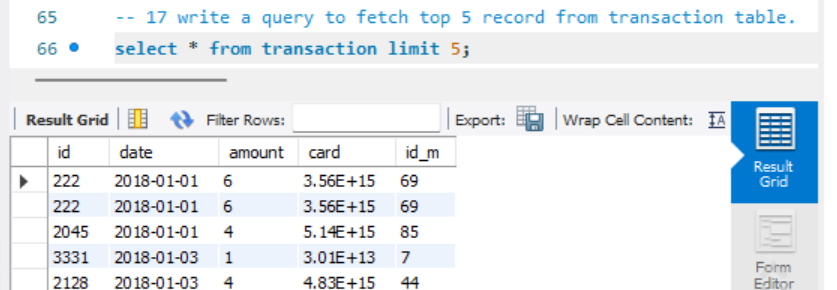 65 -- 17 write a query to fetch top 5 record from transaction table.
66 select * from transaction limit 5;
Result Grid Filter Rows: Export: Wrap Cell Content: IA
id date amount card id_m
222 2018-01-01 6 3.56E+15 69
222 2018-01-01 6 3.56E+15 69
2045 2018-01-01 4 5.14E+15 85
3331 2018-01-03 1 3.01E+13 7
2128 2018-01-03 4 4.83E+15 44
Result
Grid
Form
Editor